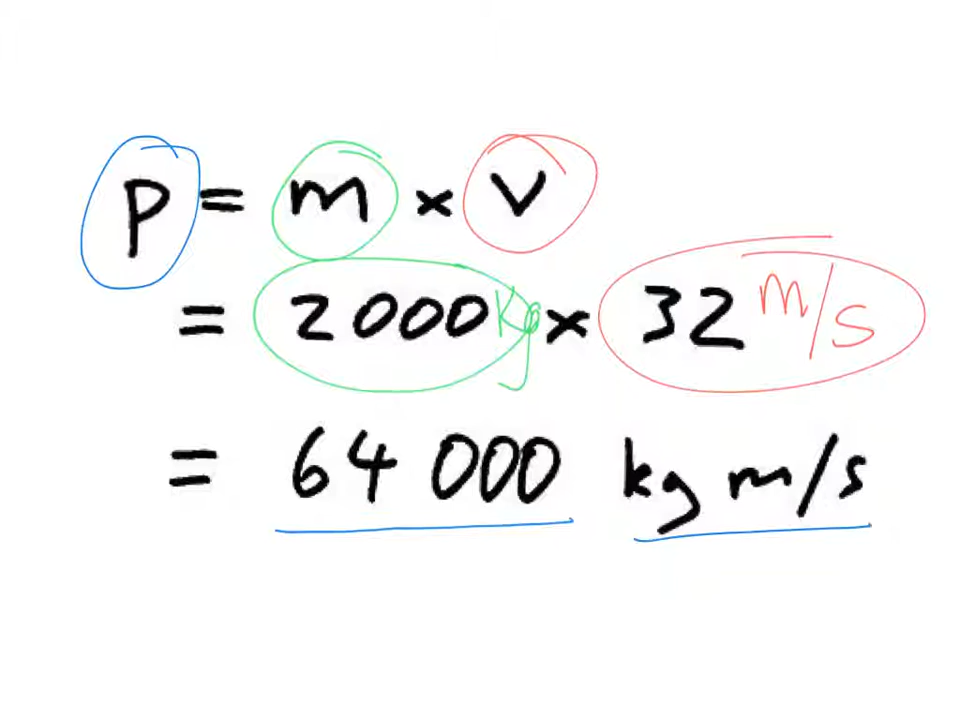 p = m × v
= 2000kg × 32 m/s
= 64 000 kg m/s